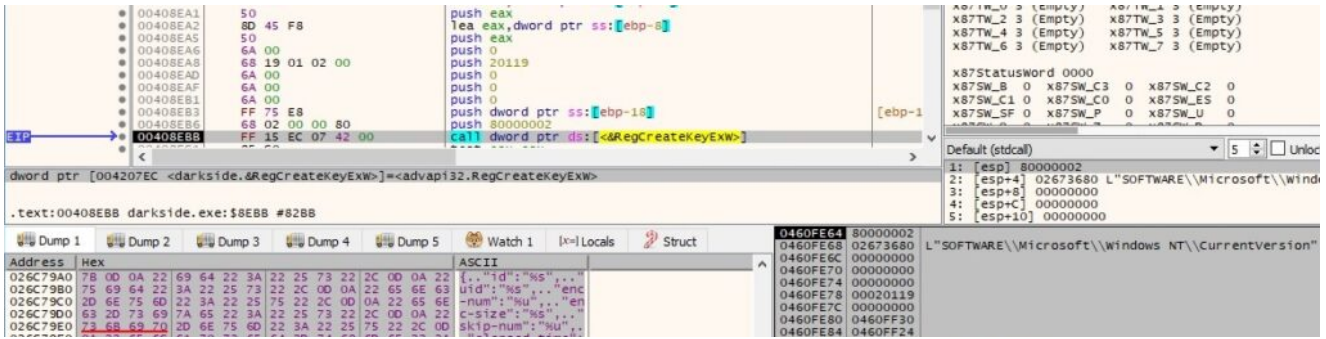 x87TW_0 3 (Empty) x87TW_1 3 (Empty)
x87TW_2 3 (Empty) x87TW_3 3 (Empty)
x87TW_4 3 (Empty) x87TW_5 3 (Empty)
x87TW_6 3 (Empty) x87TW_7 3 (Empty)
x87StatusWord 0000
x87SW_B 0 x87SW_C3 0 x87SW_C2 0
x87SW_C1 0 x87SW_C0 0 x87SW_ES 0
x87SW_SF 0 x87SW_P 0 x87SW_U 0
00408EA1 50 push eax
00408EA2 8D 45 F8 lea eax,dword ptr ss:[ebp-8]
00408EA5 50 push eax
00408EA6 6A 00 push 0
00408EA8 68 19 01 02 00 push 20119
00408EAD 6A 00 push 0
00408EAF 6A 00 push 0
00408EB1 6A 00 push 0
00408EB3 FF 75 E8 push dword ptr ss:[ebp-18] [ebp-1
00408EB6 68 02 00 00 80 push 80000002
EIP 00408EBB FF 15 EC 07 42 00 call dword ptr ds:[<&RegCreateKeyExW>]
Default (stdcall) 5 Unloc
1: [esp] 80000002
2: [esp+4] 02673680 L"SOFTWARE\\Microsoft\\Windo
3: [esp+8] 00000000
4: [esp+C] 00000000
5: [esp+10] 00000000
dword ptr [004207EC <darkside.&RegCreateKeyExW>]=<advapi32.RegCreateKeyExW>
.text:00408EBB darkside.exe:$8EBB #82BB
Dump 1 Dump 2 Dump 3 Dump 4 Dump 5 Watch 1 [x=] Locals Struct
Address Hex ASCII
026C79A0 7B 0D 0A 22 69 64 22 3A 22 25 73 22 2C 0D 0A 22 {.."id":"%s",.."
026C79B0 75 69 64 22 3A 22 25 73 22 2C 0D 0A 22 65 6E 63 uid":"%s",.."enc
026C79C0 2D 6E 75 6D 22 3A 22 25 75 22 2C 0D 0A 22 65 6E -num":"%u",.."en
026C79D0 63 2D 73 69 7A 65 22 3A 22 25 73 22 2C 0D 0A 22 c-size":"%s",.."
026C79E0 73 6B 69 70 2D 6E 75 6D 22 3A 22 25 75 22 2C 0D skip-num":"%u",.
0460FE64 80000002
0460FE68 02673680 L"SOFTWARE\\Microsoft\\Windows NT\\CurrentVersion"
0460FE6C 00000000
0460FE70 00000000
0460FE74 00000000
0460FE78 00020119
0460FE7C 00000000
0460FE80 0460FF30
0460FE84 0460FF24